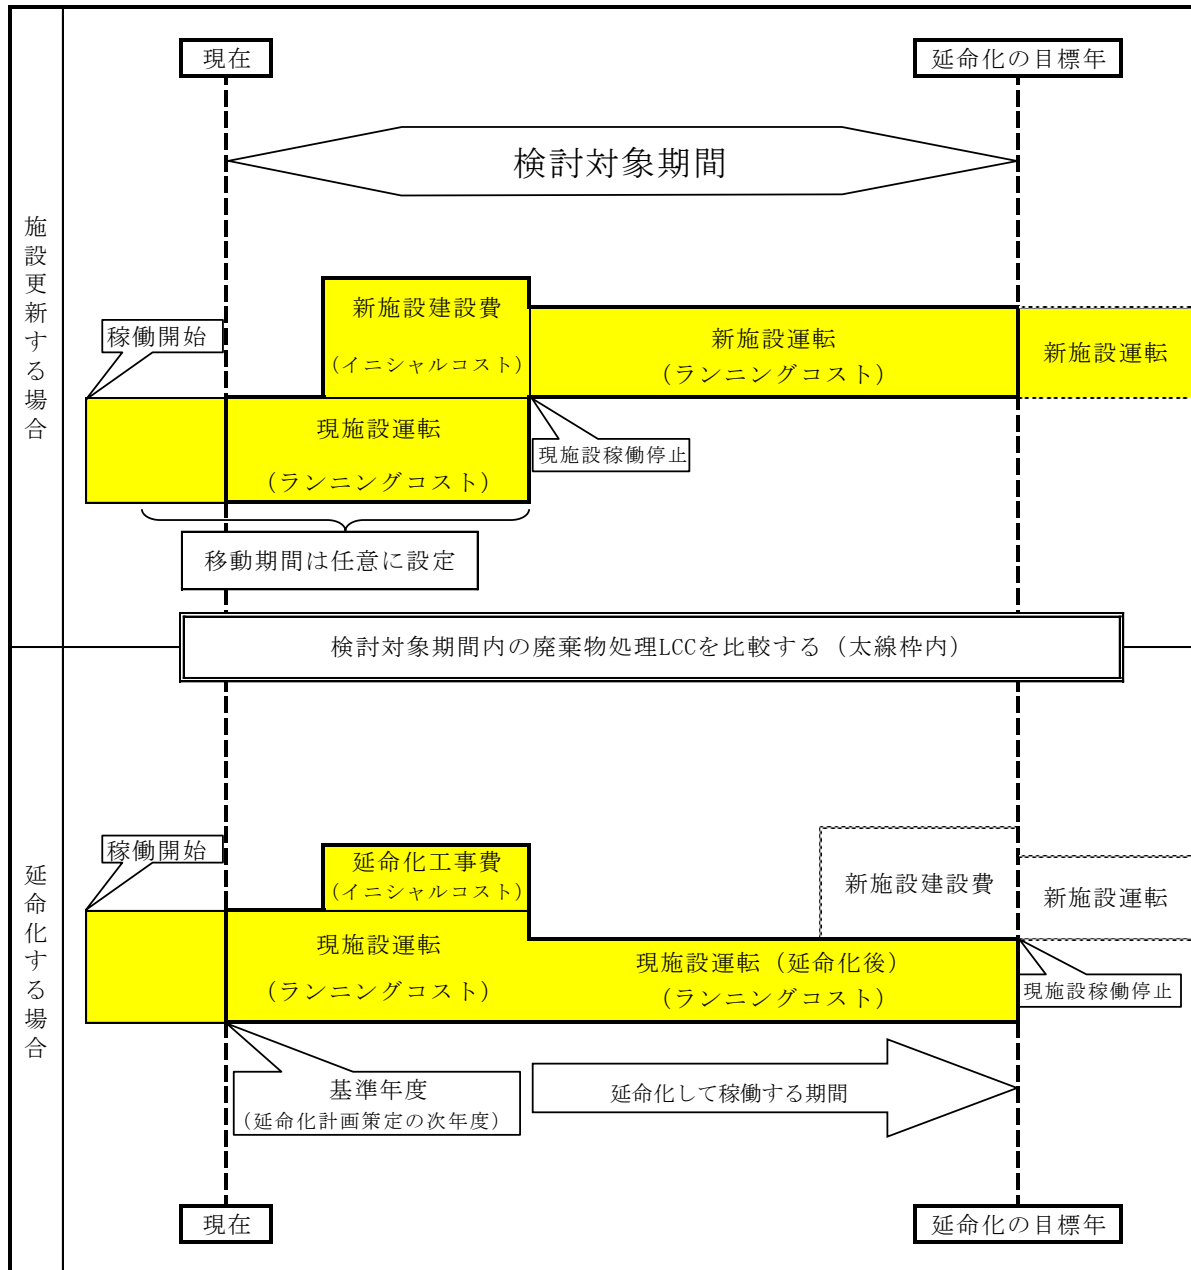 現在
延命化の目標年
検討対象期間
施設更新する場合
稼働開始
新施設建設費
(イニシャルコスト)
新施設運転
(ランニングコスト)
新施設運転
現施設運転
(ランニングコスト)
現施設稼働停止
移動期間は任意に設定
検討対象期間内の廃棄物処理LCCを比較する（太線枠内）
延命化する場合
稼働開始
延命化工事費
(イニシャルコスト)
新施設建設費
新施設運転
現施設運転
(ランニングコスト)
現施設運転（延命化後）
(ランニングコスト)
現施設稼働停止
基準年度
(延命化計画策定の次年度)
延命化して稼働する期間
現在
延命化の目標年